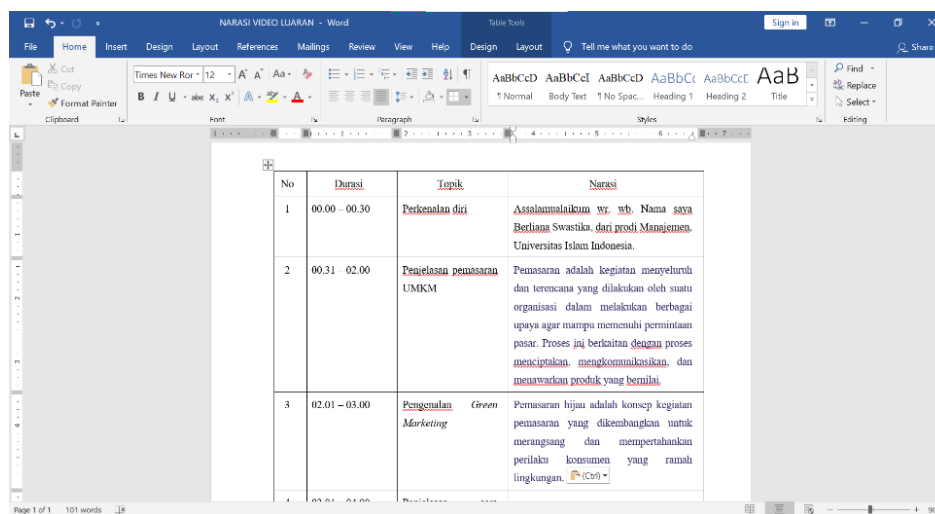 NARASI VIDEO LUARAN - Word
Table Tools
Sign in
File Home Insert Design Layout References Mailings Review View Help Design Layout Tell me what you want to do Share
Paste
Cut
Copy
Format Painter
Clipboard
Times New Ror 12
Font
Paragraph
AaBbCcD AaBbCcI AaBbCcD AaBbCc AaBbCcE AaB
¶ Normal Body Text ¶ No Spac... Heading 1 Heading 2 Title
Styles
Find
Replace
Select
Editing
No Durasi Topik Narasi
1 00.00 – 00.30 Perkenalan diri Assalamualaikum wr. wb. Nama saya
Berliana Swastika, dari prodi Manajemen,
Universitas Islam Indonesia.
2 00.31 – 02.00 Penjelasan pemasaran Pemasaran adalah kegiatan menyeluruh
UMKM dan terencana yang dilakukan oleh suatu
organisasi dalam melakukan berbagai
upaya agar mampu memenuhi permintaan
pasar. Proses ini berkaitan dengan proses
menciptakan, mengkomunikasikan, dan
menawarkan produk yang bernilai.
3 02.01 – 03.00 Pengenalan Green Pemasaran hijau adalah konsep kegiatan
Marketing pemasaran yang dikembangkan untuk
merangsang dan mempertahankan
perilaku konsumen yang ramah
lingkungan. (Ctrl)
Page 1 of 1 101 words